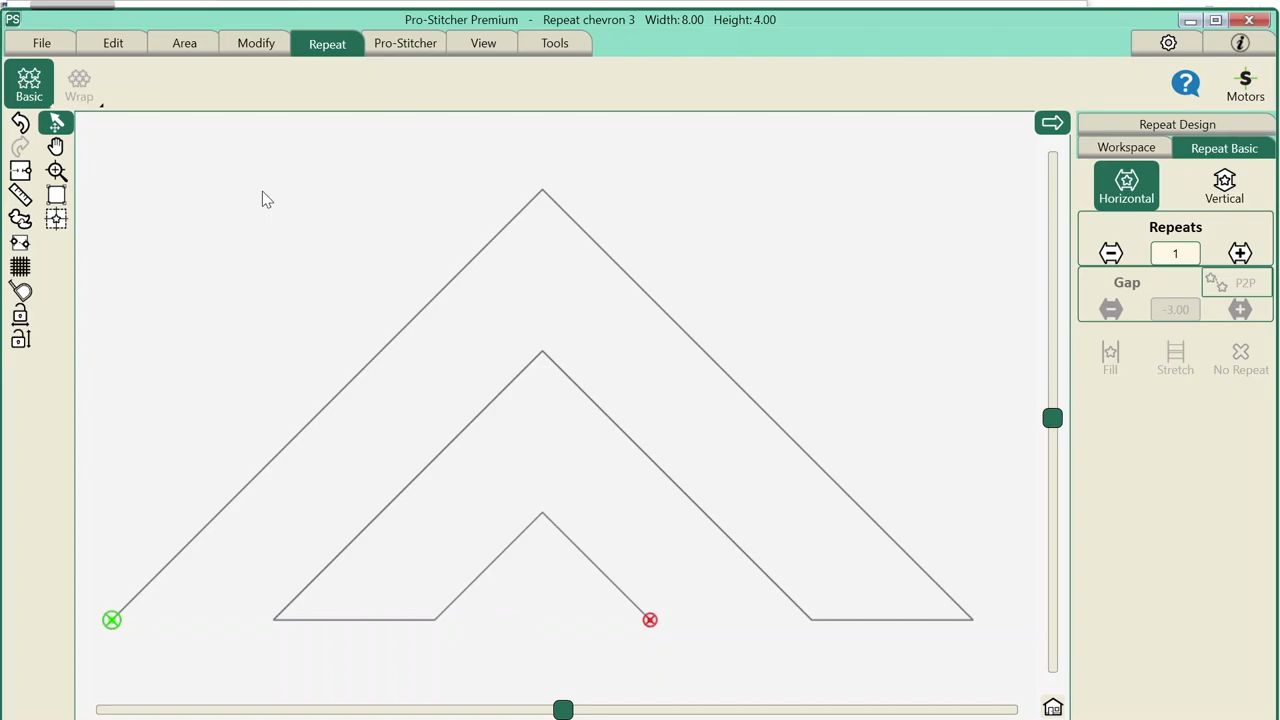 PS Pro-Stitcher Premium - Repeat chevron 3 Width: 8.00 Height: 4.00
File Edit Area Modify Repeat Pro-Stitcher View Tools
Basic Wrap
? S Motors
Repeat Design
Workspace Repeat Basic
Horizontal Vertical
Repeats
1
Gap P2P
-3.00
Fill Stretch No Repeat